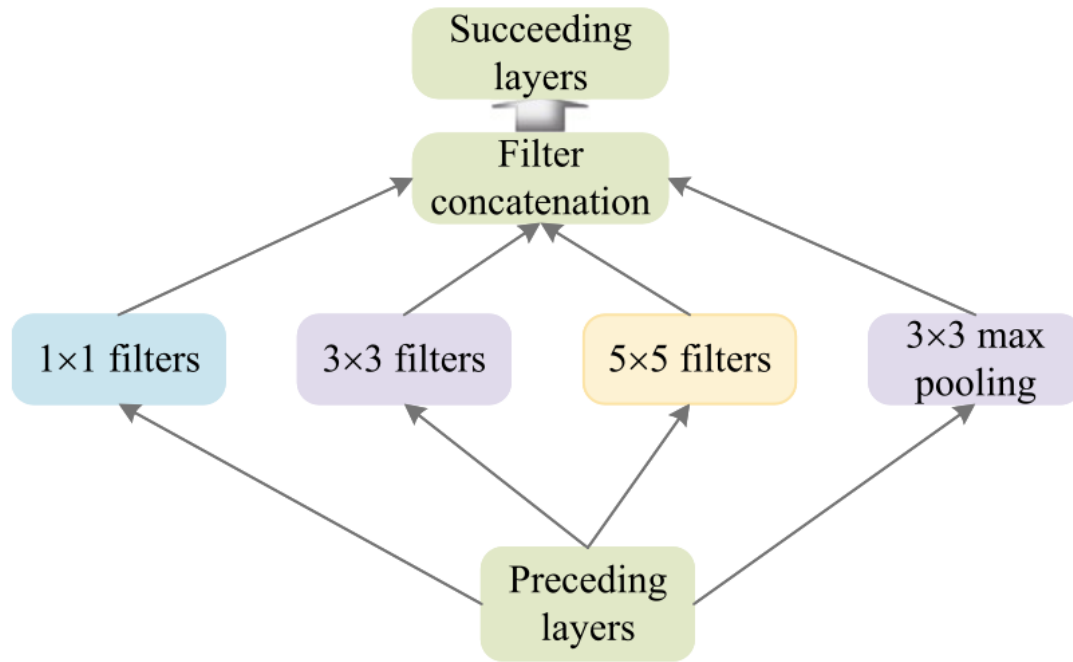 Succeeding
layers
Filter
concatenation
1×1 filters
3×3 filters
5×5 filters
3×3 max
pooling
Preceding
layers